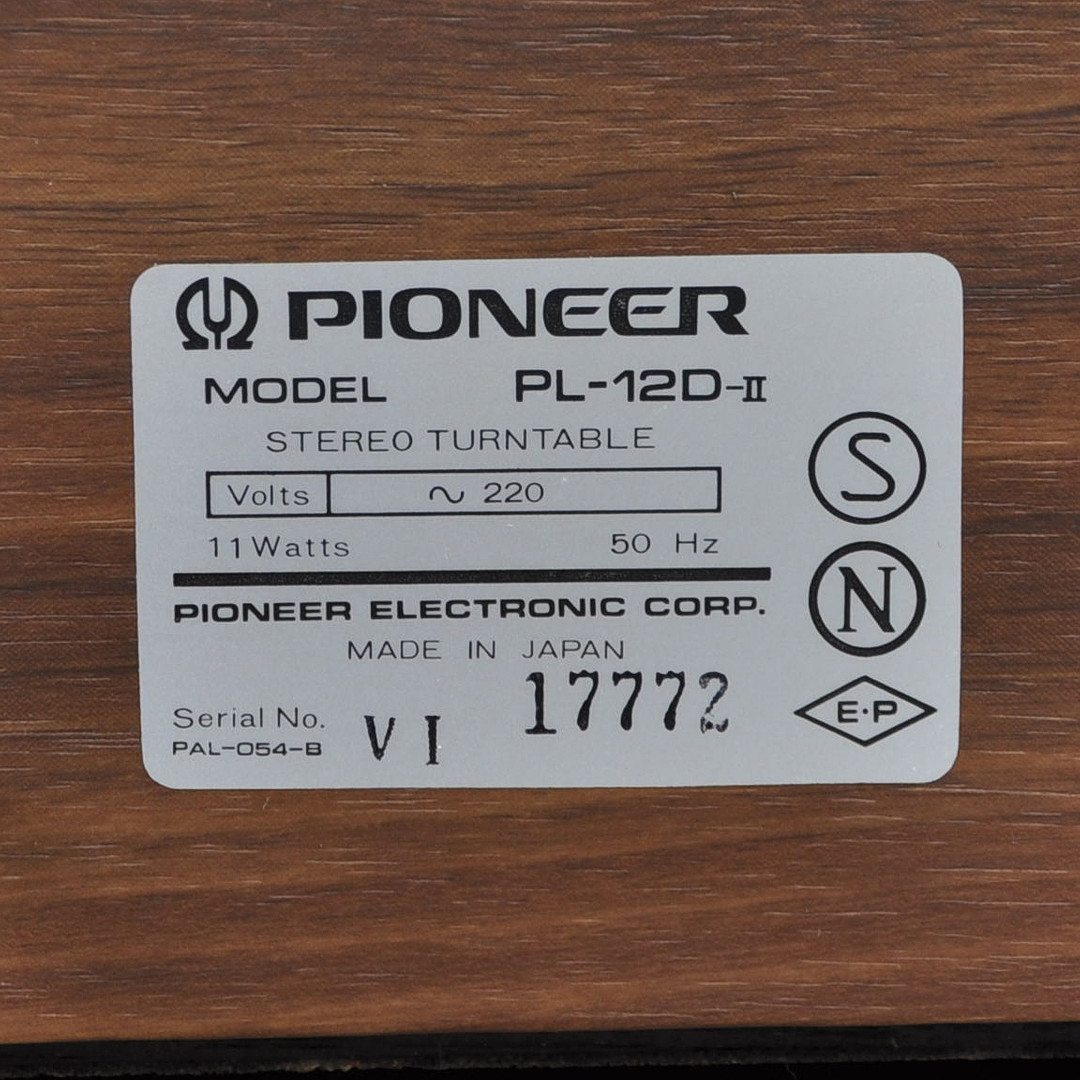 PIONEER
MODEL PL-12D-II
STEREO TURNTABLE
Volts ~ 220
11 Watts 50 Hz
PIONEER ELECTRONIC CORP.
MADE IN JAPAN
Serial No. VI 17772
PAL-054-B
S
N
E·P